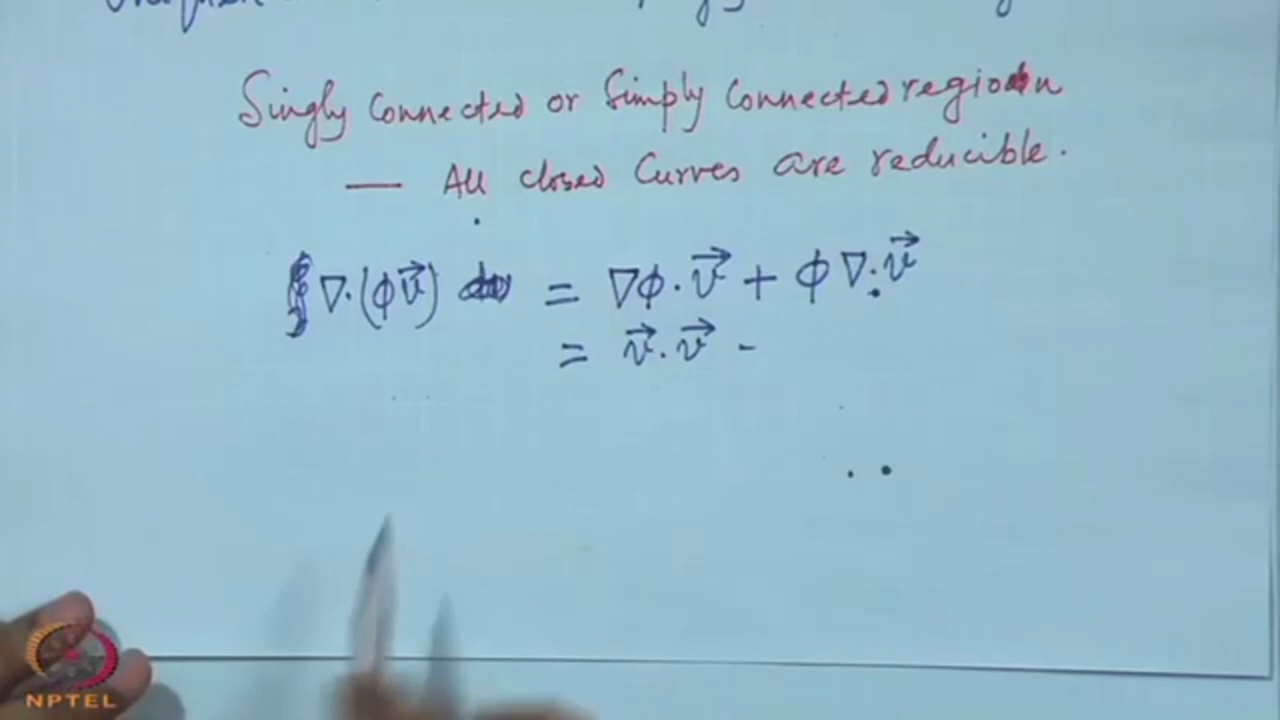 Singly Connected or Simply Connected region
— All closed Curves are reducible.
∇·(ϕv⃗) = ∇ϕ·v⃗ + ϕ∇·v⃗
= v⃗·v⃗ -
NPTEL